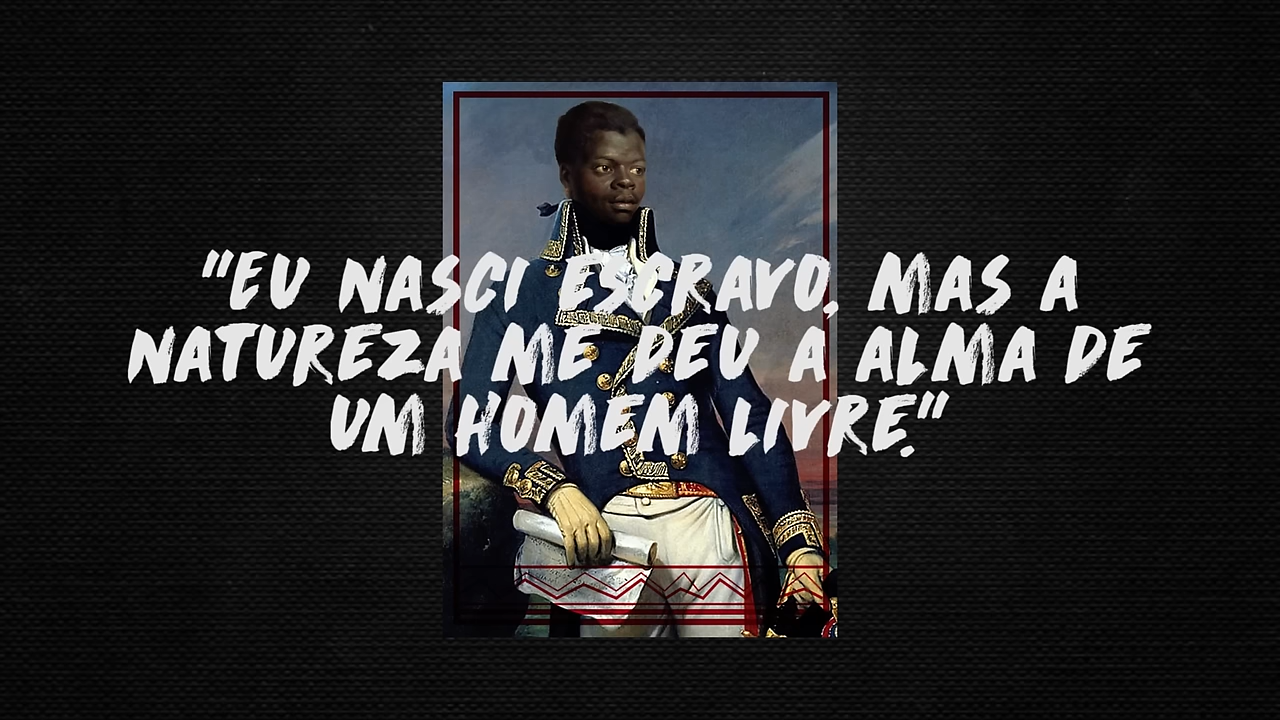 "EU NASCI ESCRAVO, MAS A
NATUREZA ME DEU A ALMA DE
UM HOMEM LIVRE."